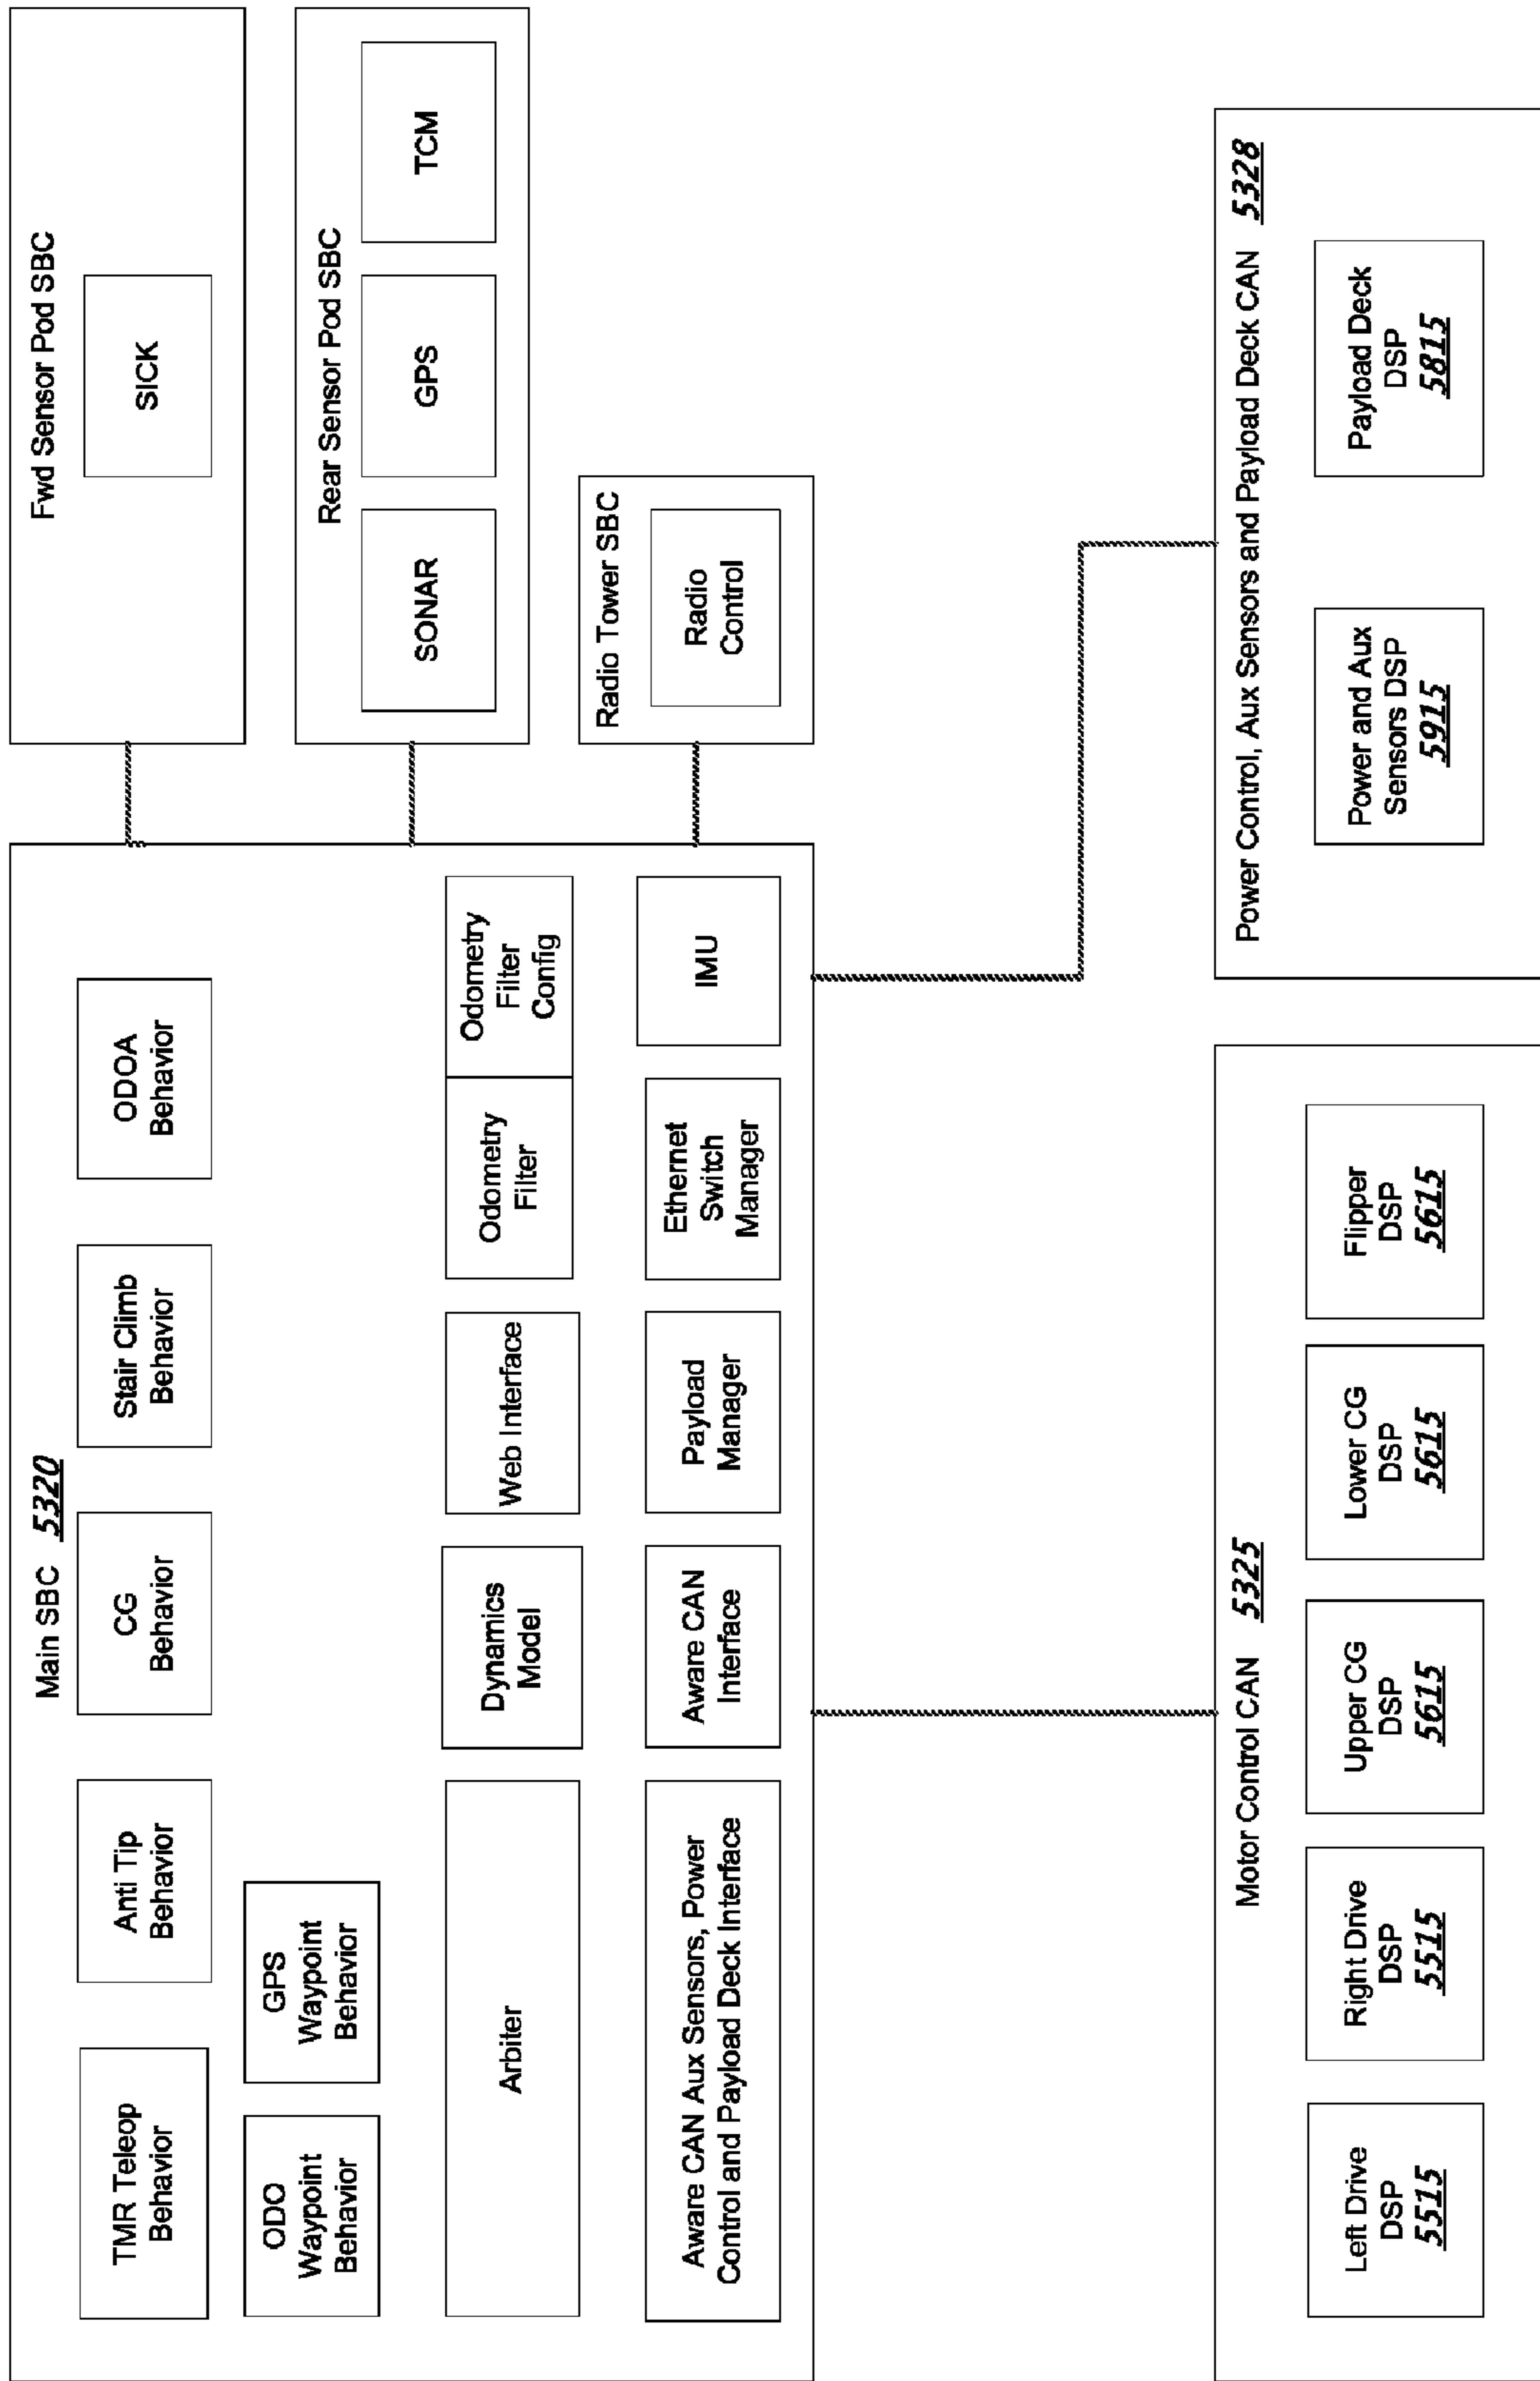 Main SBC 5320
TMR Teleop
Behavior
Anti Tip
Behavior
CG
Behavior
Stair Climb
Behavior
ODOA
Behavior
ODO
Waypoint
Behavior
GPS
Waypoint
Behavior
Arbiter
Dynamics
Model
Web Interface
Odometry
Filter
Odometry
Filter
Config
Aware CAN Aux Sensors, Power
Control and Payload Deck Interface
Aware CAN
Interface
Payload
Manager
Ethernet
Switch
Manager
IMU
Fwd Sensor Pod SBC
SICK
Rear Sensor Pod SBC
SONAR
GPS
TCM
Radio Tower SBC
Radio
Control
Motor Control CAN 5325
Left Drive
DSP
5515
Right Drive
DSP
5515
Upper CG
DSP
5615
Lower CG
DSP
5615
Flipper
DSP
5615
Power Control, Aux Sensors and Payload Deck CAN 5328
Power and Aux
Sensors DSP
5915
Payload Deck
DSP
5815